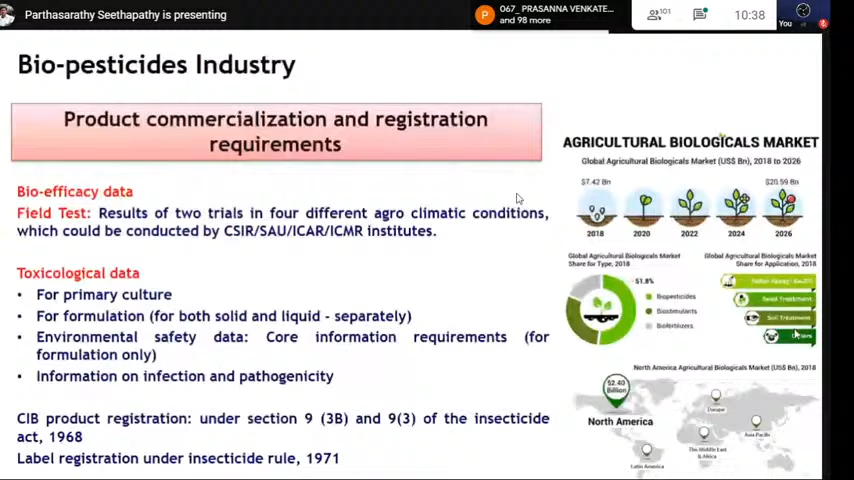 Parthasarathy Seethapathy is presenting
P
067_ PRASANNA VENKATE...
and 98 more
101
10:38
You
Bio-pesticides Industry
Product commercialization and registration
requirements
Bio-efficacy data
Field Test: Results of two trials in four different agro climatic conditions,
which could be conducted by CSIR/SAU/ICAR/ICMR institutes.
Toxicological data
• For primary culture
• For formulation (for both solid and liquid - separately)
• Environmental safety data: Core information requirements (for
formulation only)
• Information on infection and pathogenicity
CIB product registration: under section 9 (3B) and 9(3) of the insecticide
act, 1968
Label registration under insecticide rule, 1971
AGRICULTURAL BIOLOGICALS MARKET
Global Agricultural Biologicals Market (US$ Bn), 2018 to 2026
$7.42 Bn
$20.59 Bn
2018
2020
2022
2024
2026
Global Agricultural Biologicals Market
Share for Type, 2018
51.8%
Biopesticides
Biostimulants
Biofertilizers
Global Agricultural Biologicals Market
Share for Application, 2018
Seed Treatment
Soil Treatment
North America Agricultural Biologicals Market (US$ Bn), 2018
$2.40
Billion
North America
Europe
Asia Pacific
The Middle East
& Africa
Latin America